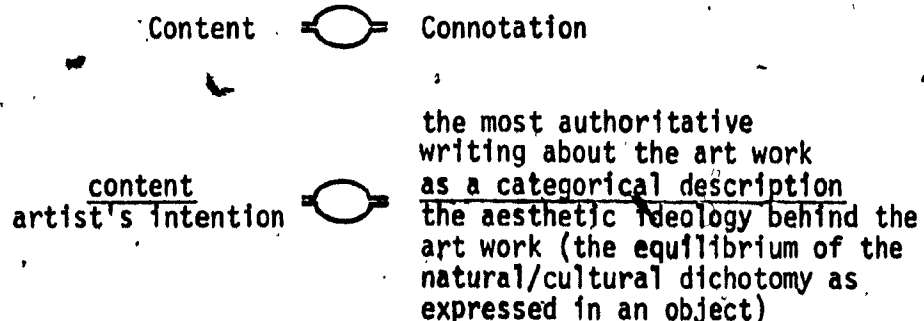 Content Connotation
the most authoritative
writing about the art work
content as a categorical description
artist's intention the aesthetic ideology behind the
art work (the equilibrium of the
natural/cultural dichotomy as
expressed in an object)